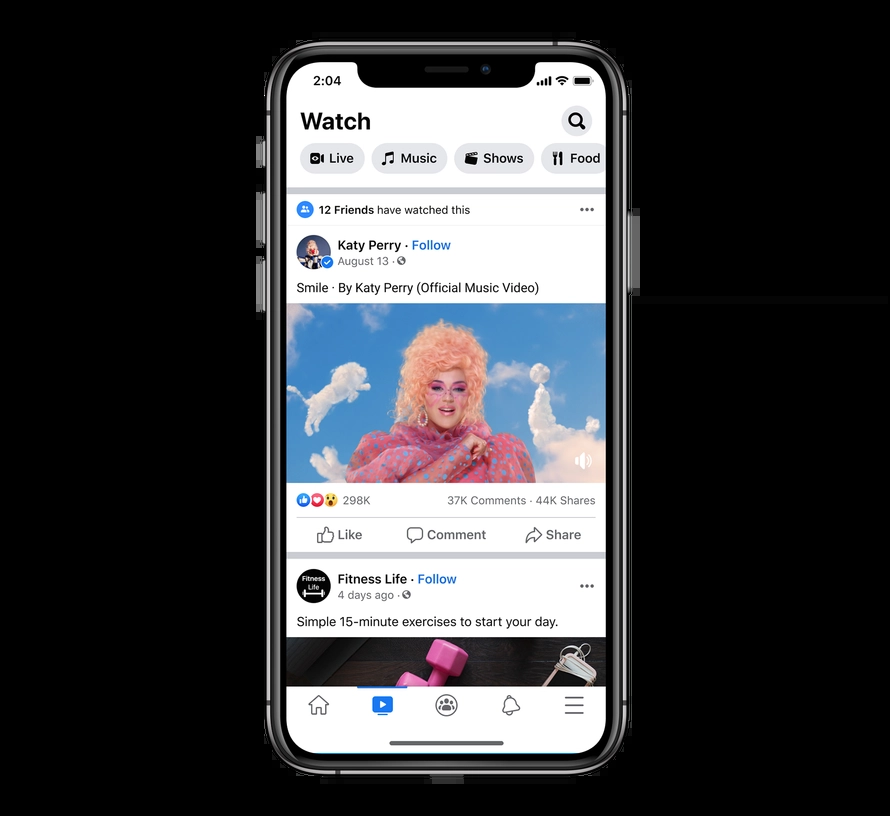 2:04
Watch
Live Music Shows Food
12 Friends have watched this
Katy Perry · Follow
August 13 ·
Smile · By Katy Perry (Official Music Video)
298K 37K Comments · 44K Shares
Like Comment Share
Fitness
Life
Fitness Life · Follow
4 days ago ·
Simple 15-minute exercises to start your day.